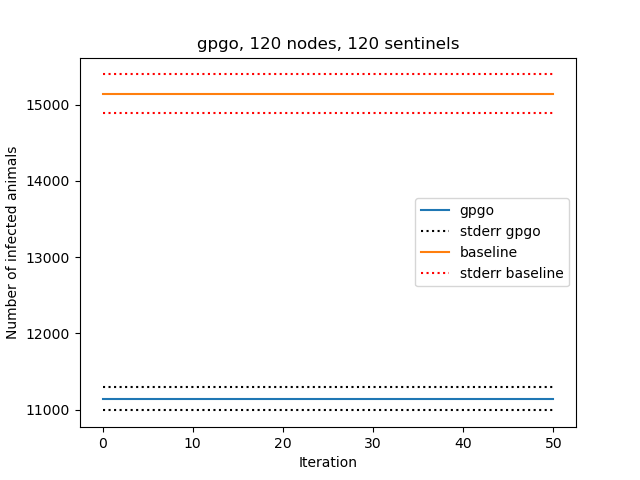 gpgo, 120 nodes, 120 sentinels
Number of infected animals
15000
14000
13000
12000
11000
gpgo
stderr gpgo
baseline
stderr baseline
0
10
20
30
40
50
Iteration